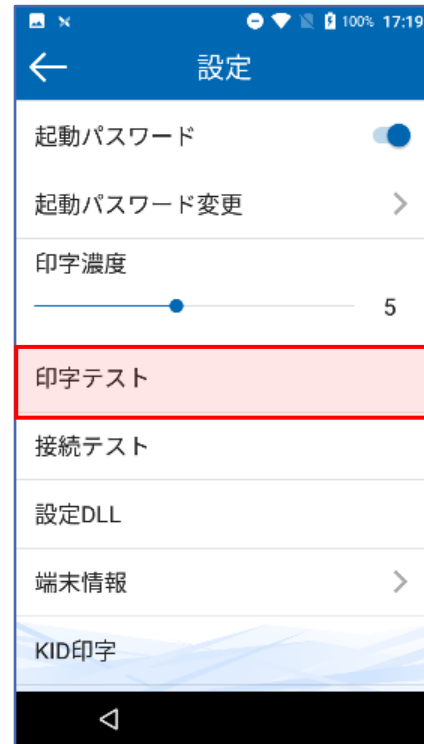 100% 17:19
設定
起動パスワード
起動パスワード変更
印字濃度
5
印字テスト
接続テスト
設定DLL
端末情報
KID印字